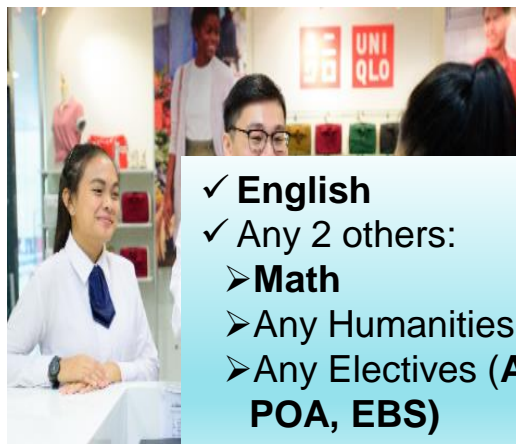 UNI
QLO
✓ English
✓ Any 2 others:
➢Math
➢Any Humanities
➢Any Electives (
POA, EBS)